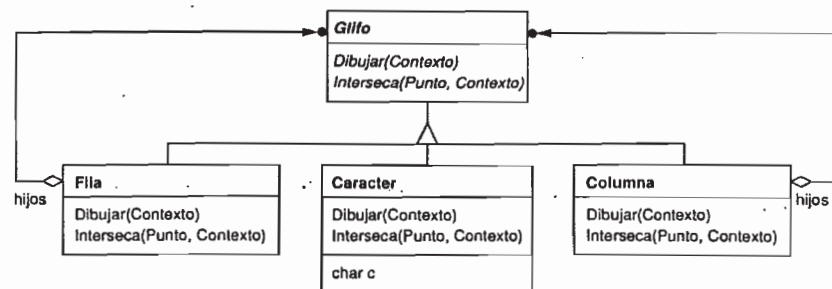 Glifo
Dibujar(Contexto)
Interseca(Punto, Contexto)
hijos
Fila
Dibujar(Contexto)
Interseca(Punto, Contexto)
Caracter
Dibujar(Contexto)
Interseca(Punto, Contexto)
char c
Columna
Dibujar(Contexto)
Interseca(Punto, Contexto)
hijos